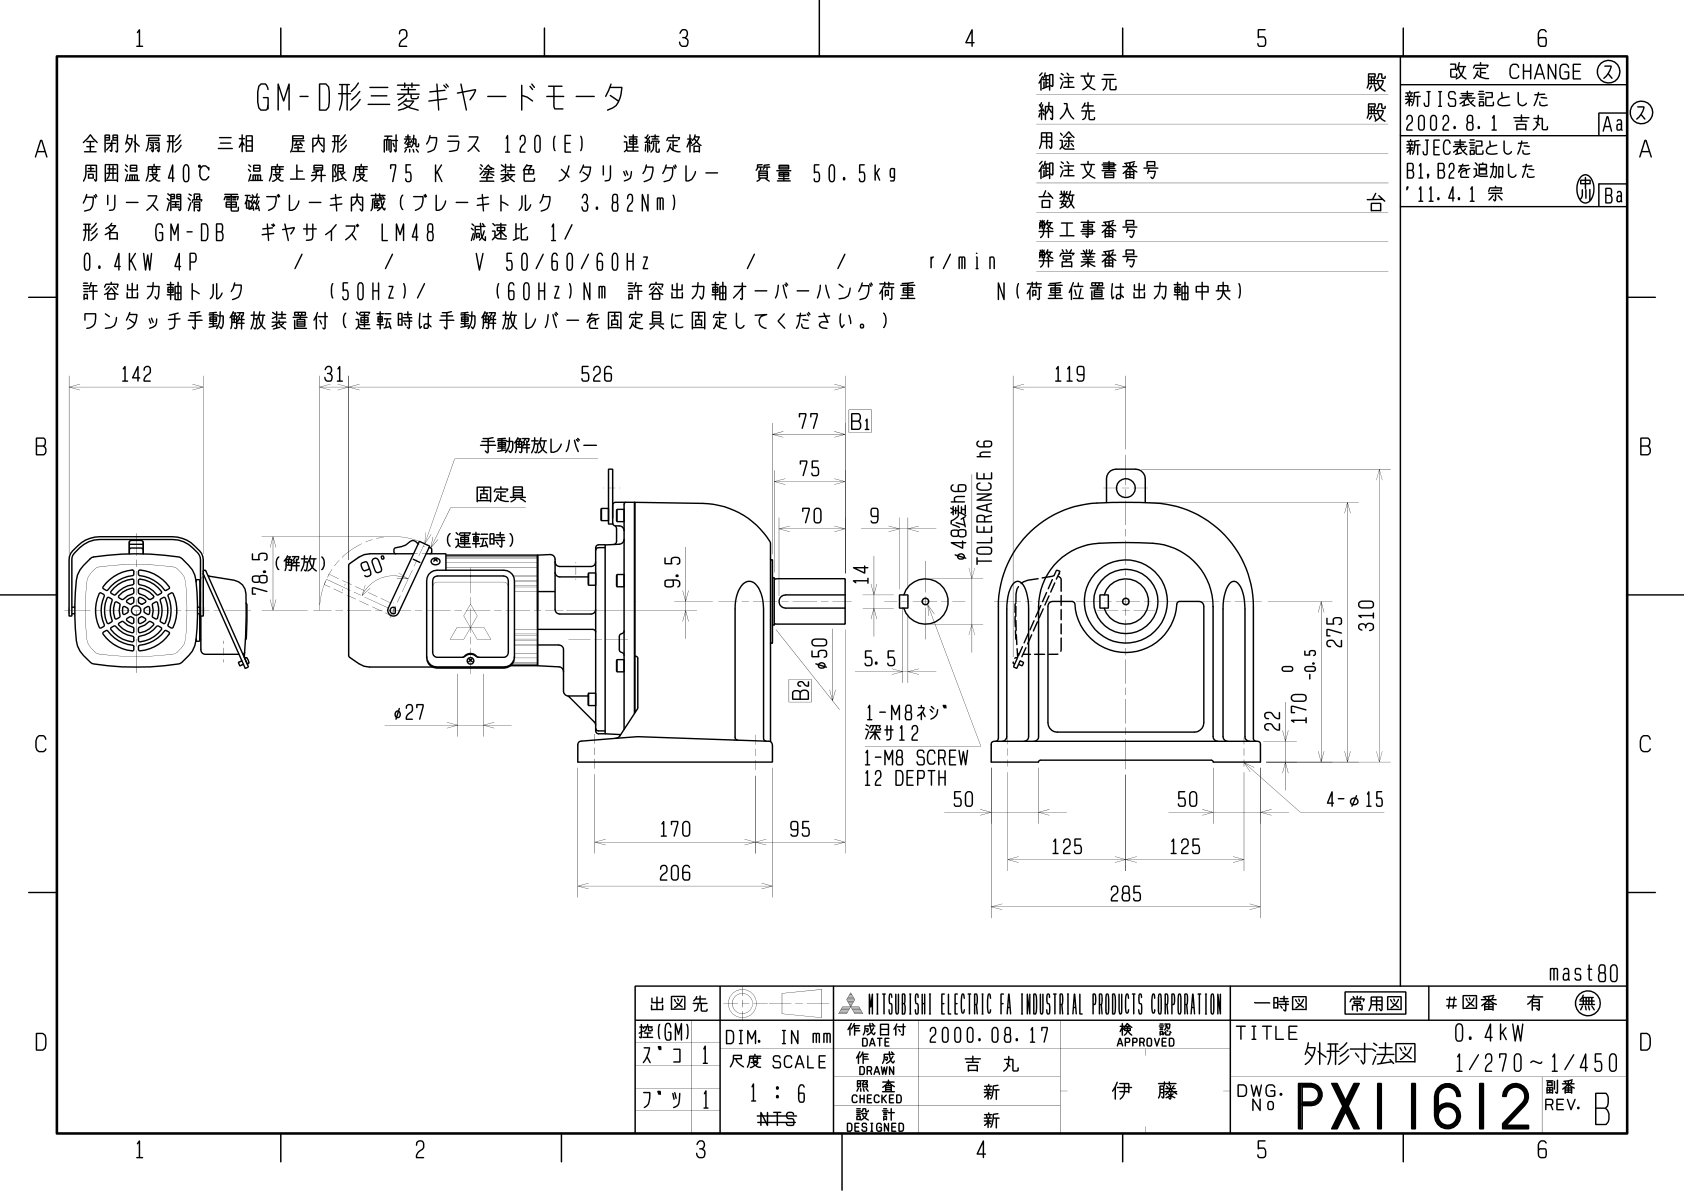 1 2 3 4 5 6
A
B
C
D
GM-D形三菱ギヤードモータ
全閉外扇形 三相 屋内形 耐熱クラス 120(E) 連続定格
周囲温度40℃ 温度上昇限度 75 K 塗装色 メタリックグレー 質量 50.5kg
グリース潤滑 電磁ブレーキ内蔵(ブレーキトルク 3.82Nm)
形名 GM-DB ギヤサイズ LM48 減速比 1/
0.4KW 4P / / V 50/60/60Hz / / r/min
許容出力軸トルク (50Hz)/ (60Hz)Nm 許容出力軸オーバーハング荷重 N(荷重位置は出力軸中央)
ワンタッチ手動解放装置付(運転時は手動解放レバーを固定具に固定してください。)
御注文元 殿
納入先 殿
用途
御注文書番号
台数 台
弊工事番号
弊営業番号
改定 CHANGE ス
新JIS表記とした
2002.8.1 吉丸 Aa
ス
新JEC表記とした
B1,B2を追加した
'11.4.1 宗 中川 Ba
A
B
C
D
142
31
526
119
77 B1
手動解放レバー
75
固定具
70
9
(運転時)
78.5
(解放)
90°
9.5
14
φ48公差h6
TOLERANCE h6
5.5
φ50
B2
φ27
1-M8ネジ
深サ12
1-M8 SCREW
12 DEPTH
310
275
0
170 -0.5
22
50
50
4-φ15
170
95
125
125
206
285
mast80
出図先
控(GM)
ズコ 1
ブツ 1
DIM. IN mm
尺度 SCALE
1 : 6
NTS
MITSUBISHI ELECTRIC FA INDUSTRIAL PRODUCTS CORPORATION
作成日付
DATE
2000.08.17
検 認
APPROVED
作 成
DRAWN
吉 丸
照 査
CHECKED
新
伊 藤
設 計
DESIGNED
新
一時図 常用図 #図番 有 無
TITLE
外形寸法図
0.4kW
1/270~1/450
DWG.
No
PX11612
副番
REV.
B
1 2 3 4 5 6